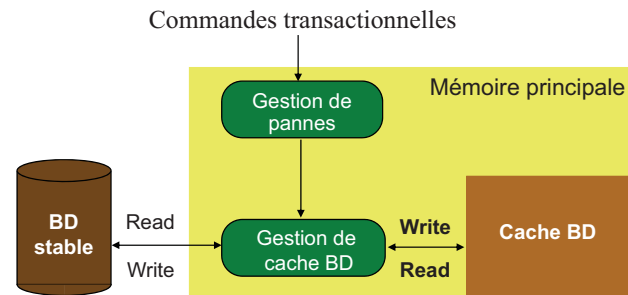 Commandes transactionnelles
Mémoire principale
Gestion de
pannes
BD
stable
Read
Write
Gestion de
cache BD
Write
Read
Cache BD